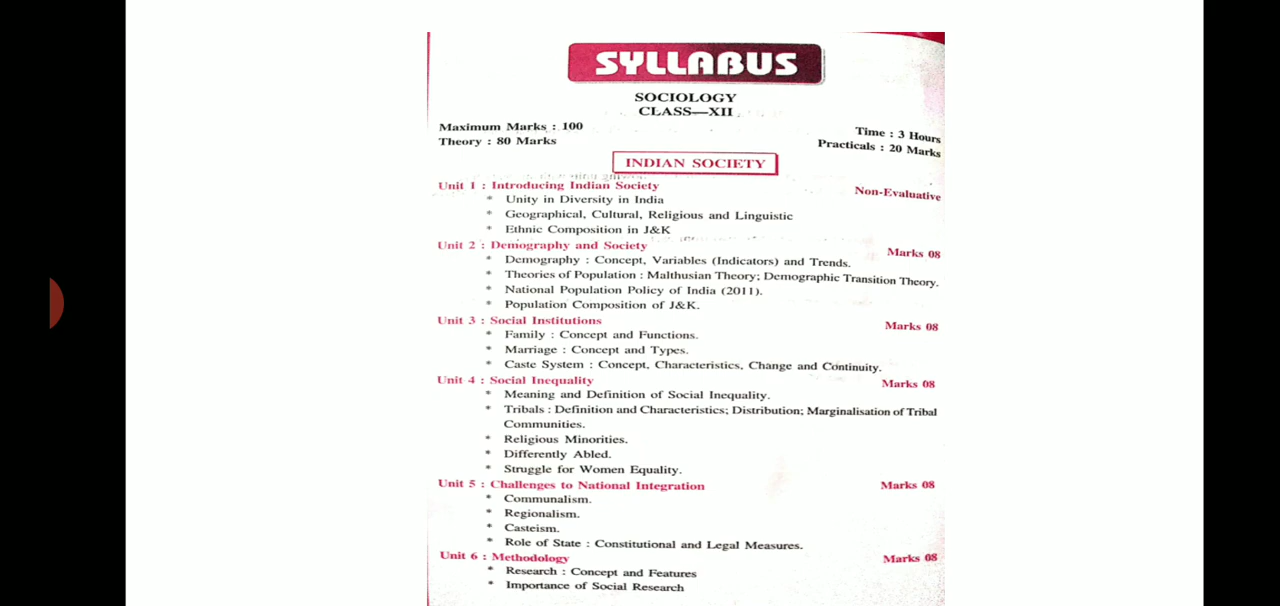 SYLLABUS
SOCIOLOGY
CLASS—XII
Maximum Marks : 100
Time : 3 Hours
Theory : 80 Marks
Practicals : 20 Marks
INDIAN SOCIETY
Unit 1 : Introducing Indian Society
Non-Evaluative
* Unity in Diversity in India
* Geographical, Cultural, Religious and Linguistic
* Ethnic Composition in J&K
Unit 2 : Demography and Society
Marks 08
* Demography : Concept, Variables (Indicators) and Trends.
* Theories of Population : Malthusian Theory; Demographic Transition Theory.
* National Population Policy of India (2011).
* Population Composition of J&K.
Unit 3 : Social Institutions
Marks 08
* Family : Concept and Functions.
* Marriage : Concept and Types.
* Caste System : Concept, Characteristics, Change and Continuity.
Unit 4 : Social Inequality
Marks 08
* Meaning and Definition of Social Inequality.
* Tribals : Definition and Characteristics; Distribution; Marginalisation of Tribal
Communities.
* Religious Minorities.
* Differently Abled.
* Struggle for Women Equality.
Unit 5 : Challenges to National Integration
Marks 08
* Communalism.
* Regionalism.
* Casteism.
* Role of State : Constitutional and Legal Measures.
Unit 6 : Methodology
Marks 08
* Research : Concept and Features
* Importance of Social Research